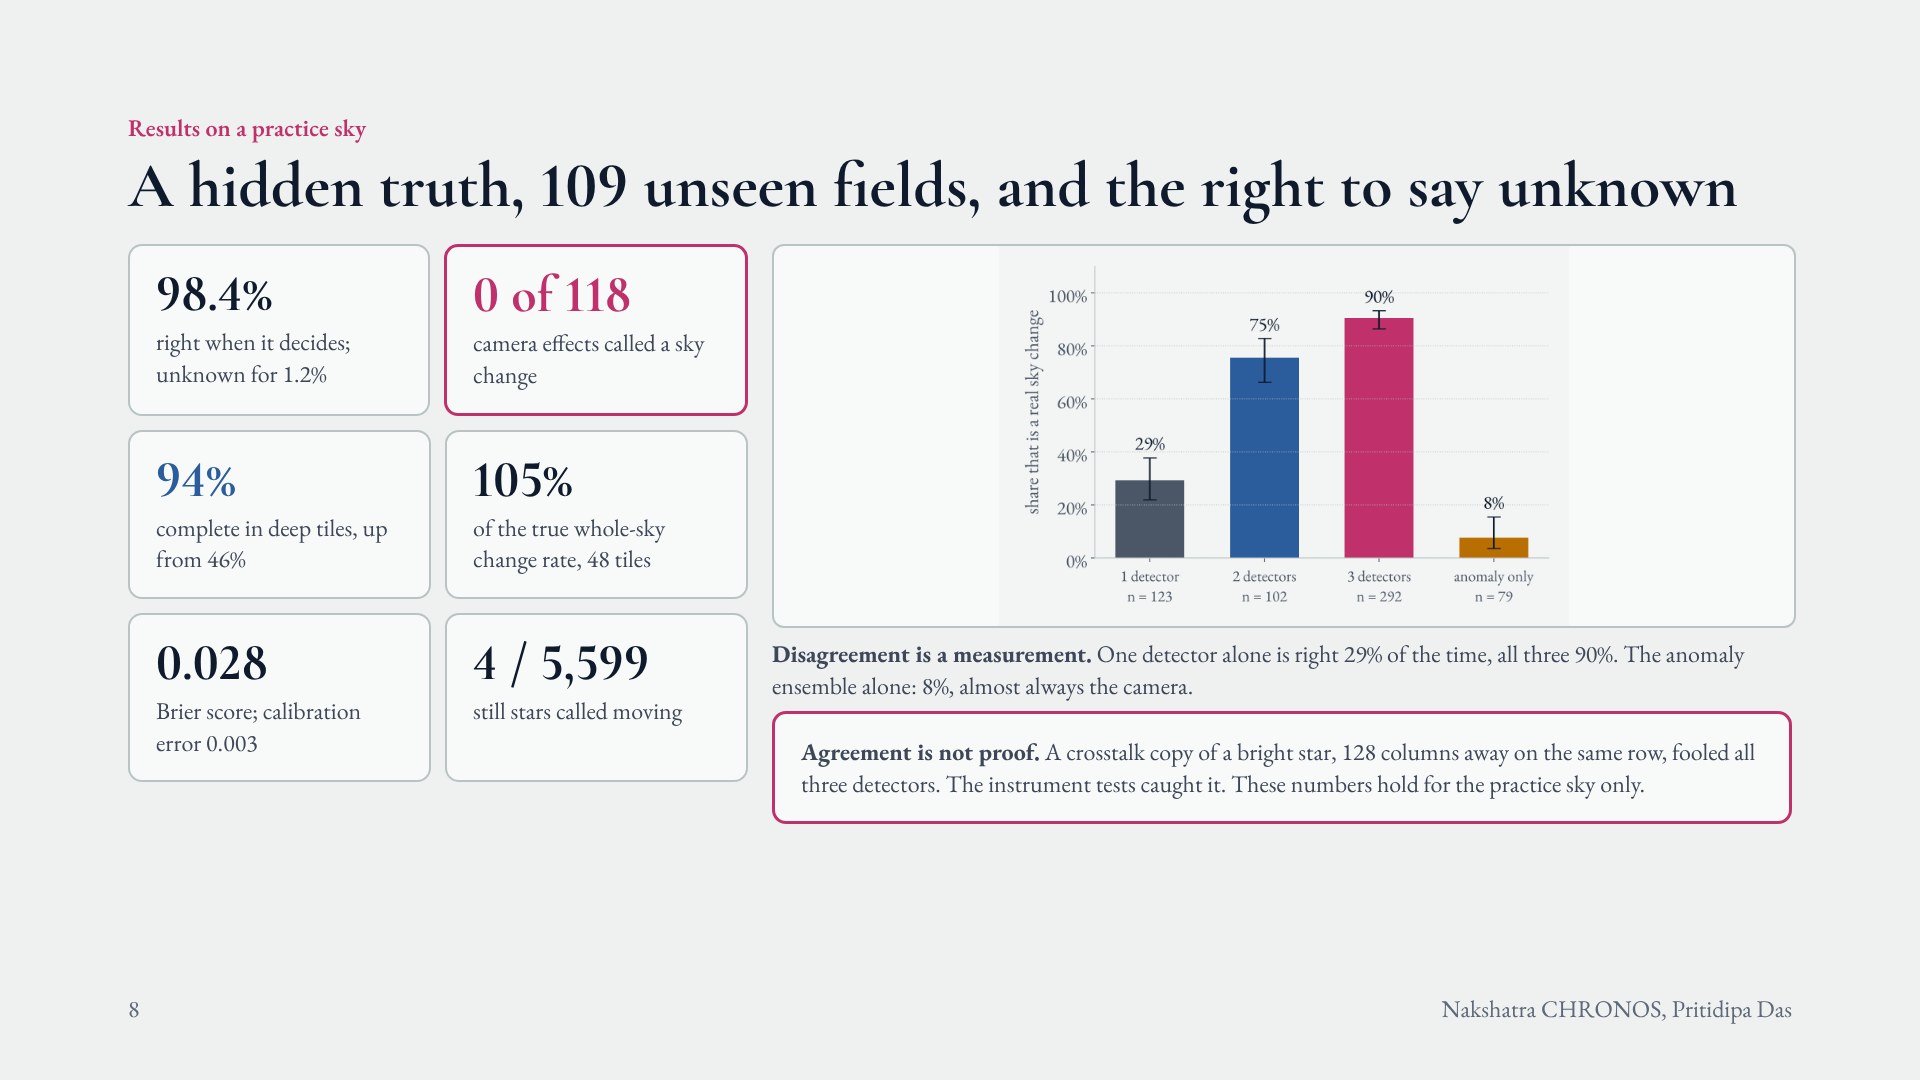 Results on a practice sky
A hidden truth, 109 unseen fields, and the right to say unknown
98.4%
right when it decides;
unknown for 1.2%
0 of 118
camera effects called a sky
change
94%
complete in deep tiles, up
from 46%
105%
of the true whole-sky
change rate, 48 tiles
0.028
Brier score; calibration
error 0.003
4 / 5,599
still stars called moving
share that is a real sky change
100%
80%
60%
40%
20%
0%
29%
75%
90%
8%
1 detector
n = 123
2 detectors
n = 102
3 detectors
n = 292
anomaly only
n = 79
Disagreement is a measurement. One detector alone is right 29% of the time, all three 90%. The anomaly
ensemble alone: 8%, almost always the camera.
Agreement is not proof. A crosstalk copy of a bright star, 128 columns away on the same row, fooled all
three detectors. The instrument tests caught it. These numbers hold for the practice sky only.
8
Nakshatra CHRONOS, Pritidipa Das